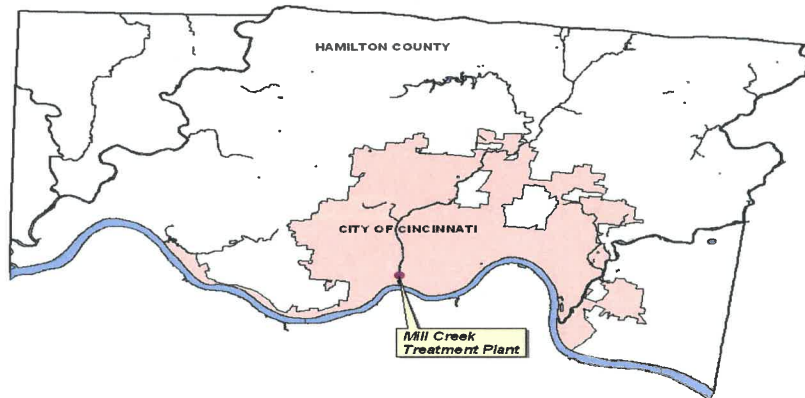 HAMILTON COUNTY
CITY OF CINCINNATI
Mill Creek
Treatment Plant